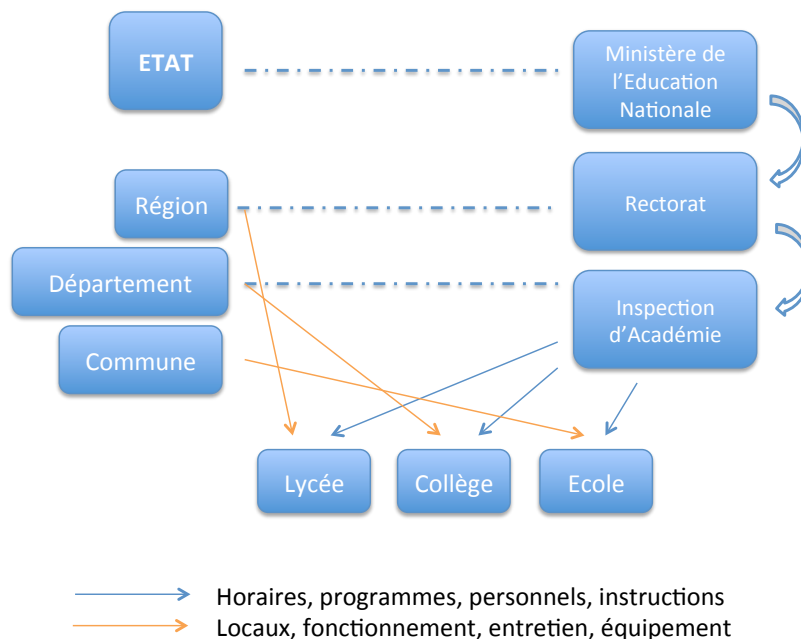 ETAT
Ministère de
l'Education
Nationale
Région
Rectorat
Département
Inspection
d'Académie
Commune
Lycée
Collège
Ecole
Horaires, programmes, personnels, instructions
Locaux, fonctionnement, entretien, équipement